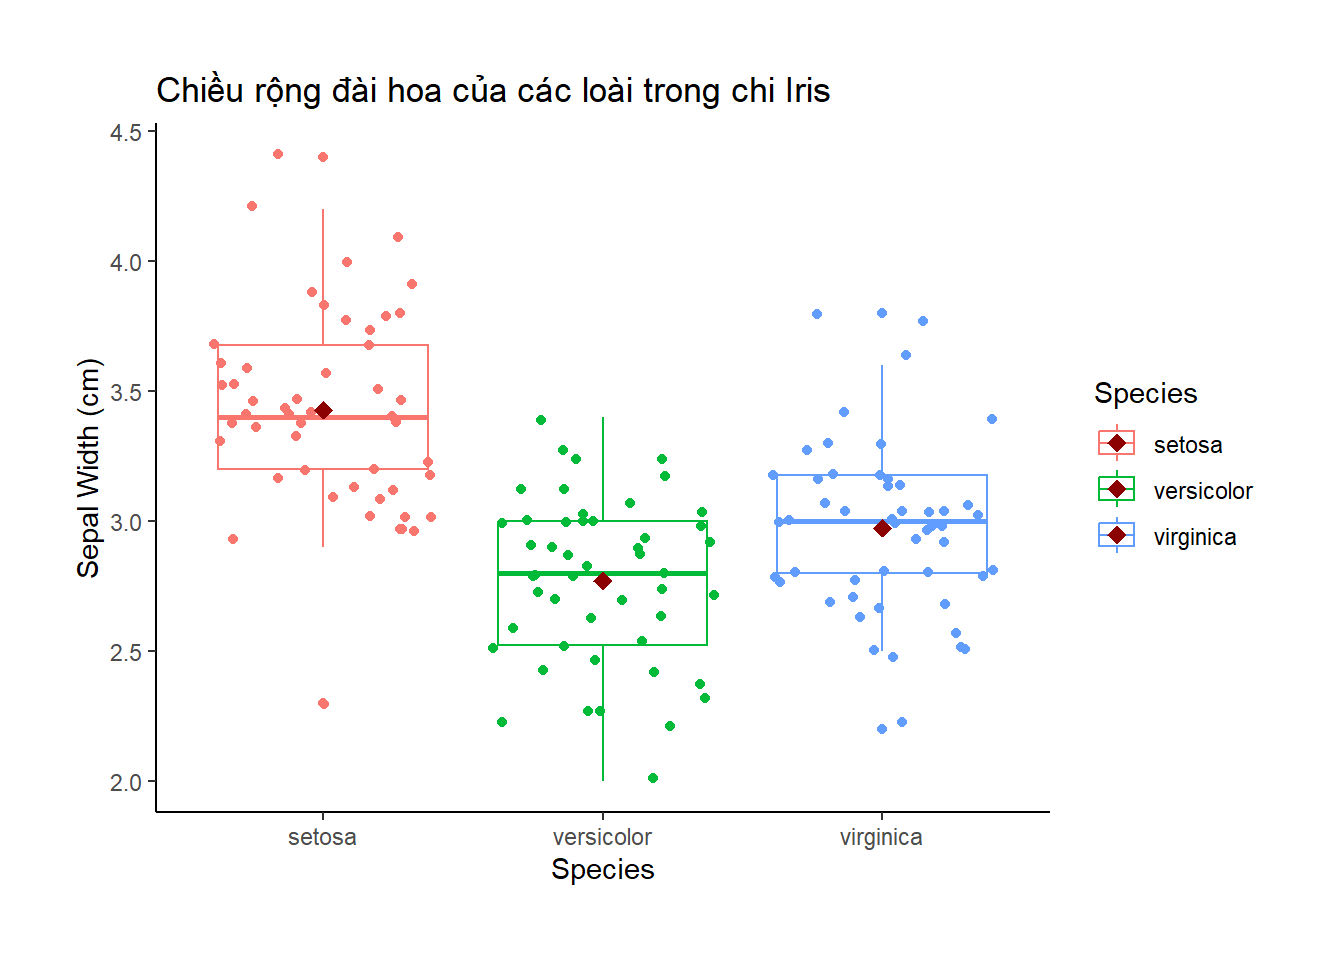 Chiều rộng đài hoa của các loài trong chi Iris
4.5
4.0
3.5
3.0
2.5
2.0
Sepal Width (cm)
setosa
versicolor
virginica
Species
Species
setosa
versicolor
virginica